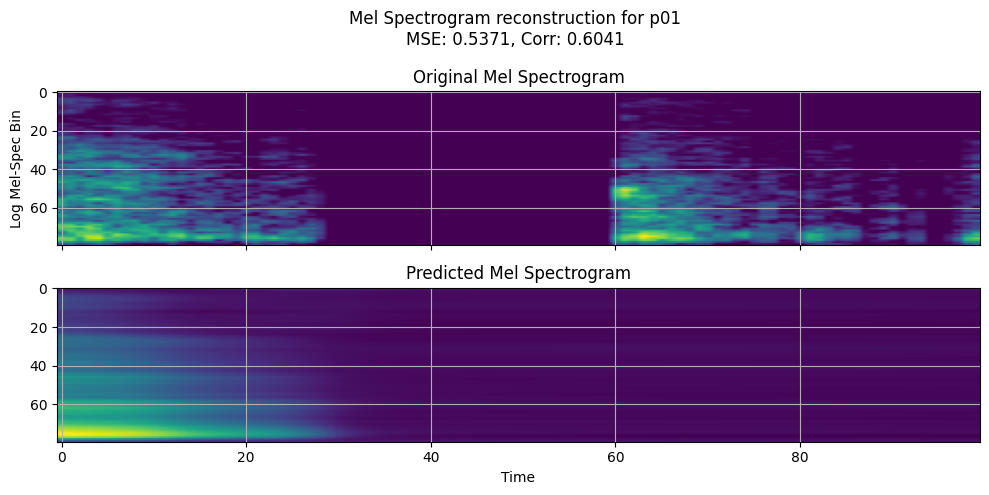 Mel Spectrogram reconstruction for p01
MSE: 0.5371, Corr: 0.6041
Original Mel Spectrogram
Log Mel-Spec Bin
0
20
40
60
Predicted Mel Spectrogram
0
20
40
60
0 20 40 60 80
Time